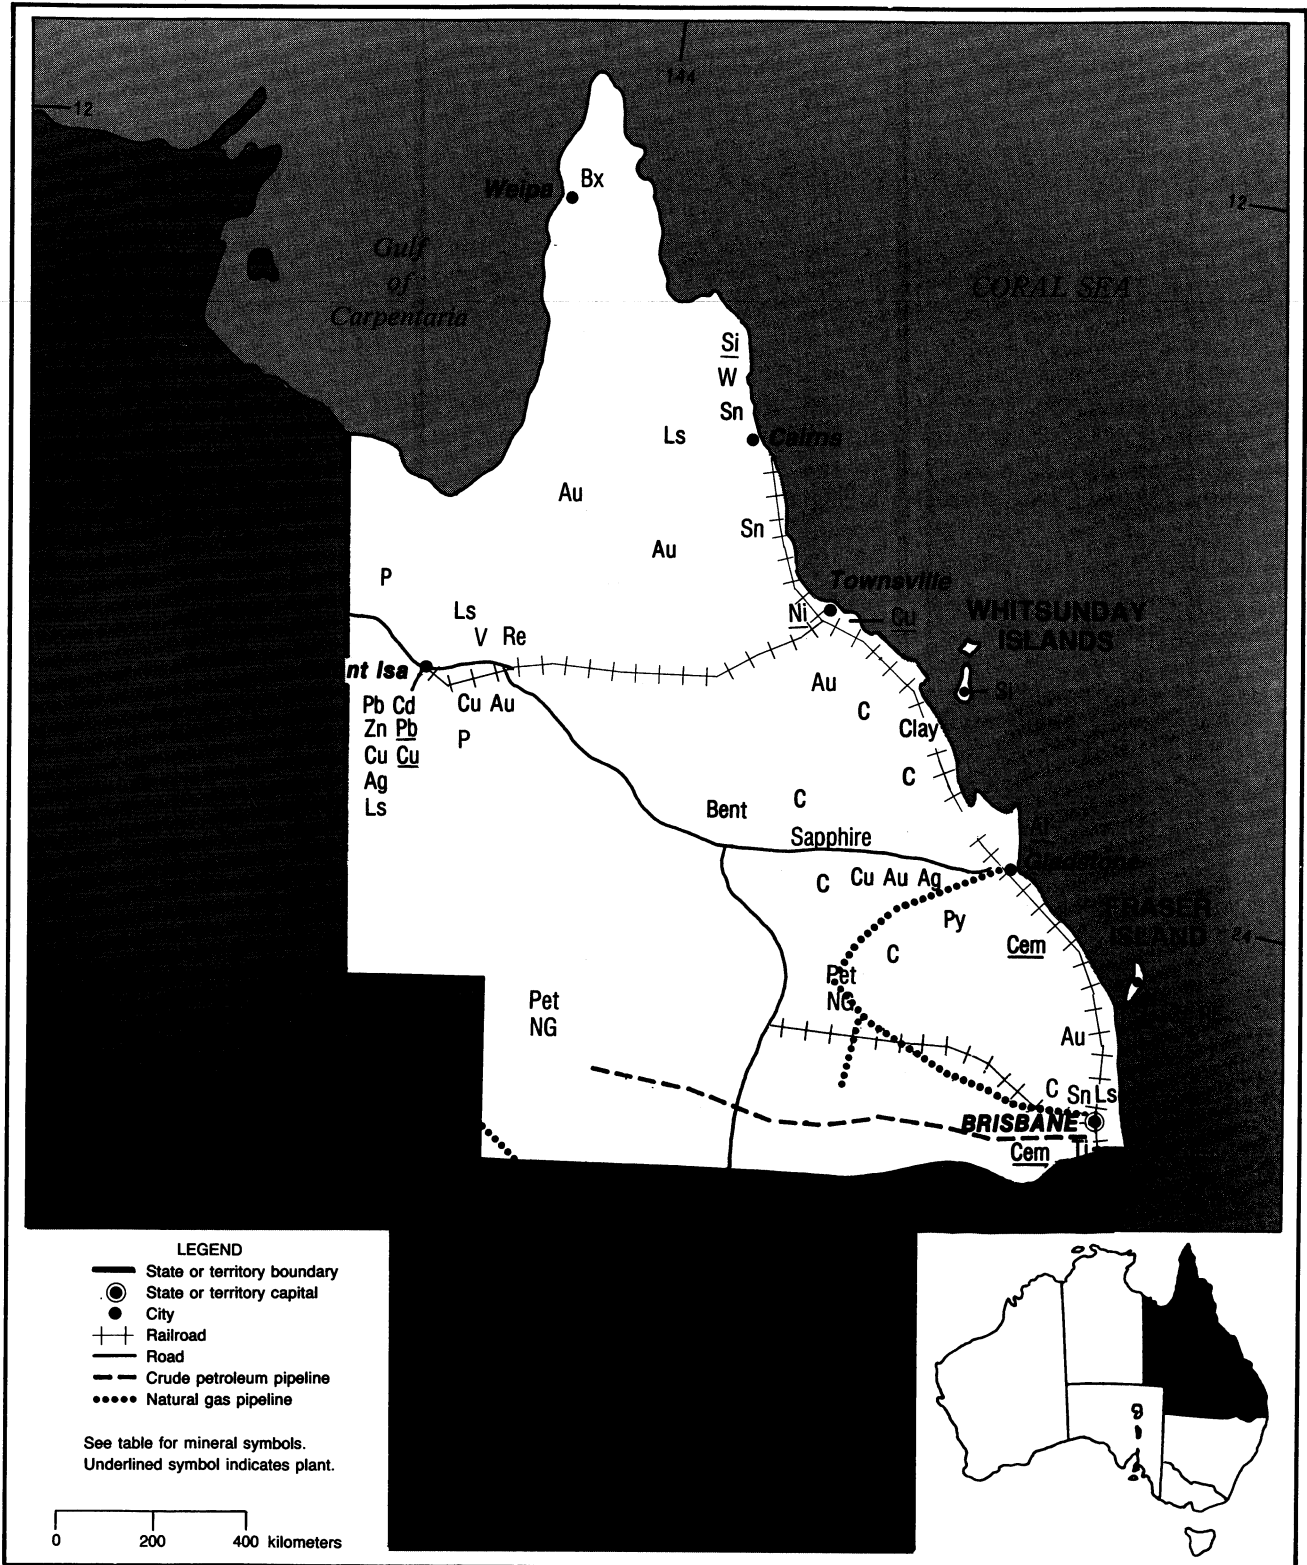 144
12
Weipa Bx
12
Gulf
of
Carpentaria
CORAL SEA
Si
W
Sn
Ls
Cairns
Au
Sn
Au
P
Townsville
Ls
Ni
Cu
WHITSUNDAY
ISLANDS
V Re
nt Isa
Au
Si
Pb Cd
Cu Au
C
Zn Pb
P
Clay
Cu Cu
C
Ag
Ls
Bent
C
Sapphire
Al
Gladstone
C
Cu Au Ag
Py
FRASER
ISLAND
24
Cem
C
Pet
NG
Pet
NG
Au
C Sn Ls
BRISBANE
Cem
Ti
LEGEND
State or territory boundary
State or territory capital
City
Railroad
Road
Crude petroleum pipeline
Natural gas pipeline
See table for mineral symbols.
Underlined symbol indicates plant.
0 200 400 kilometers